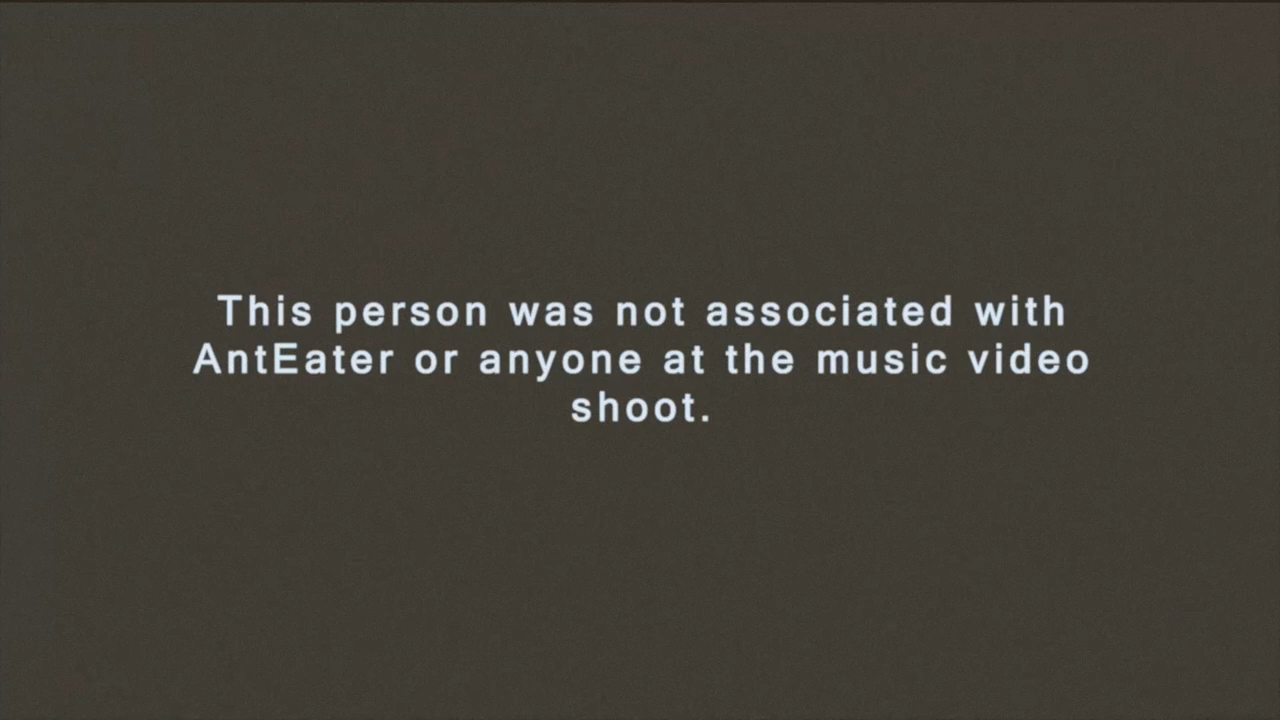 This person was not associated with
AntEater or anyone at the music video
shoot.